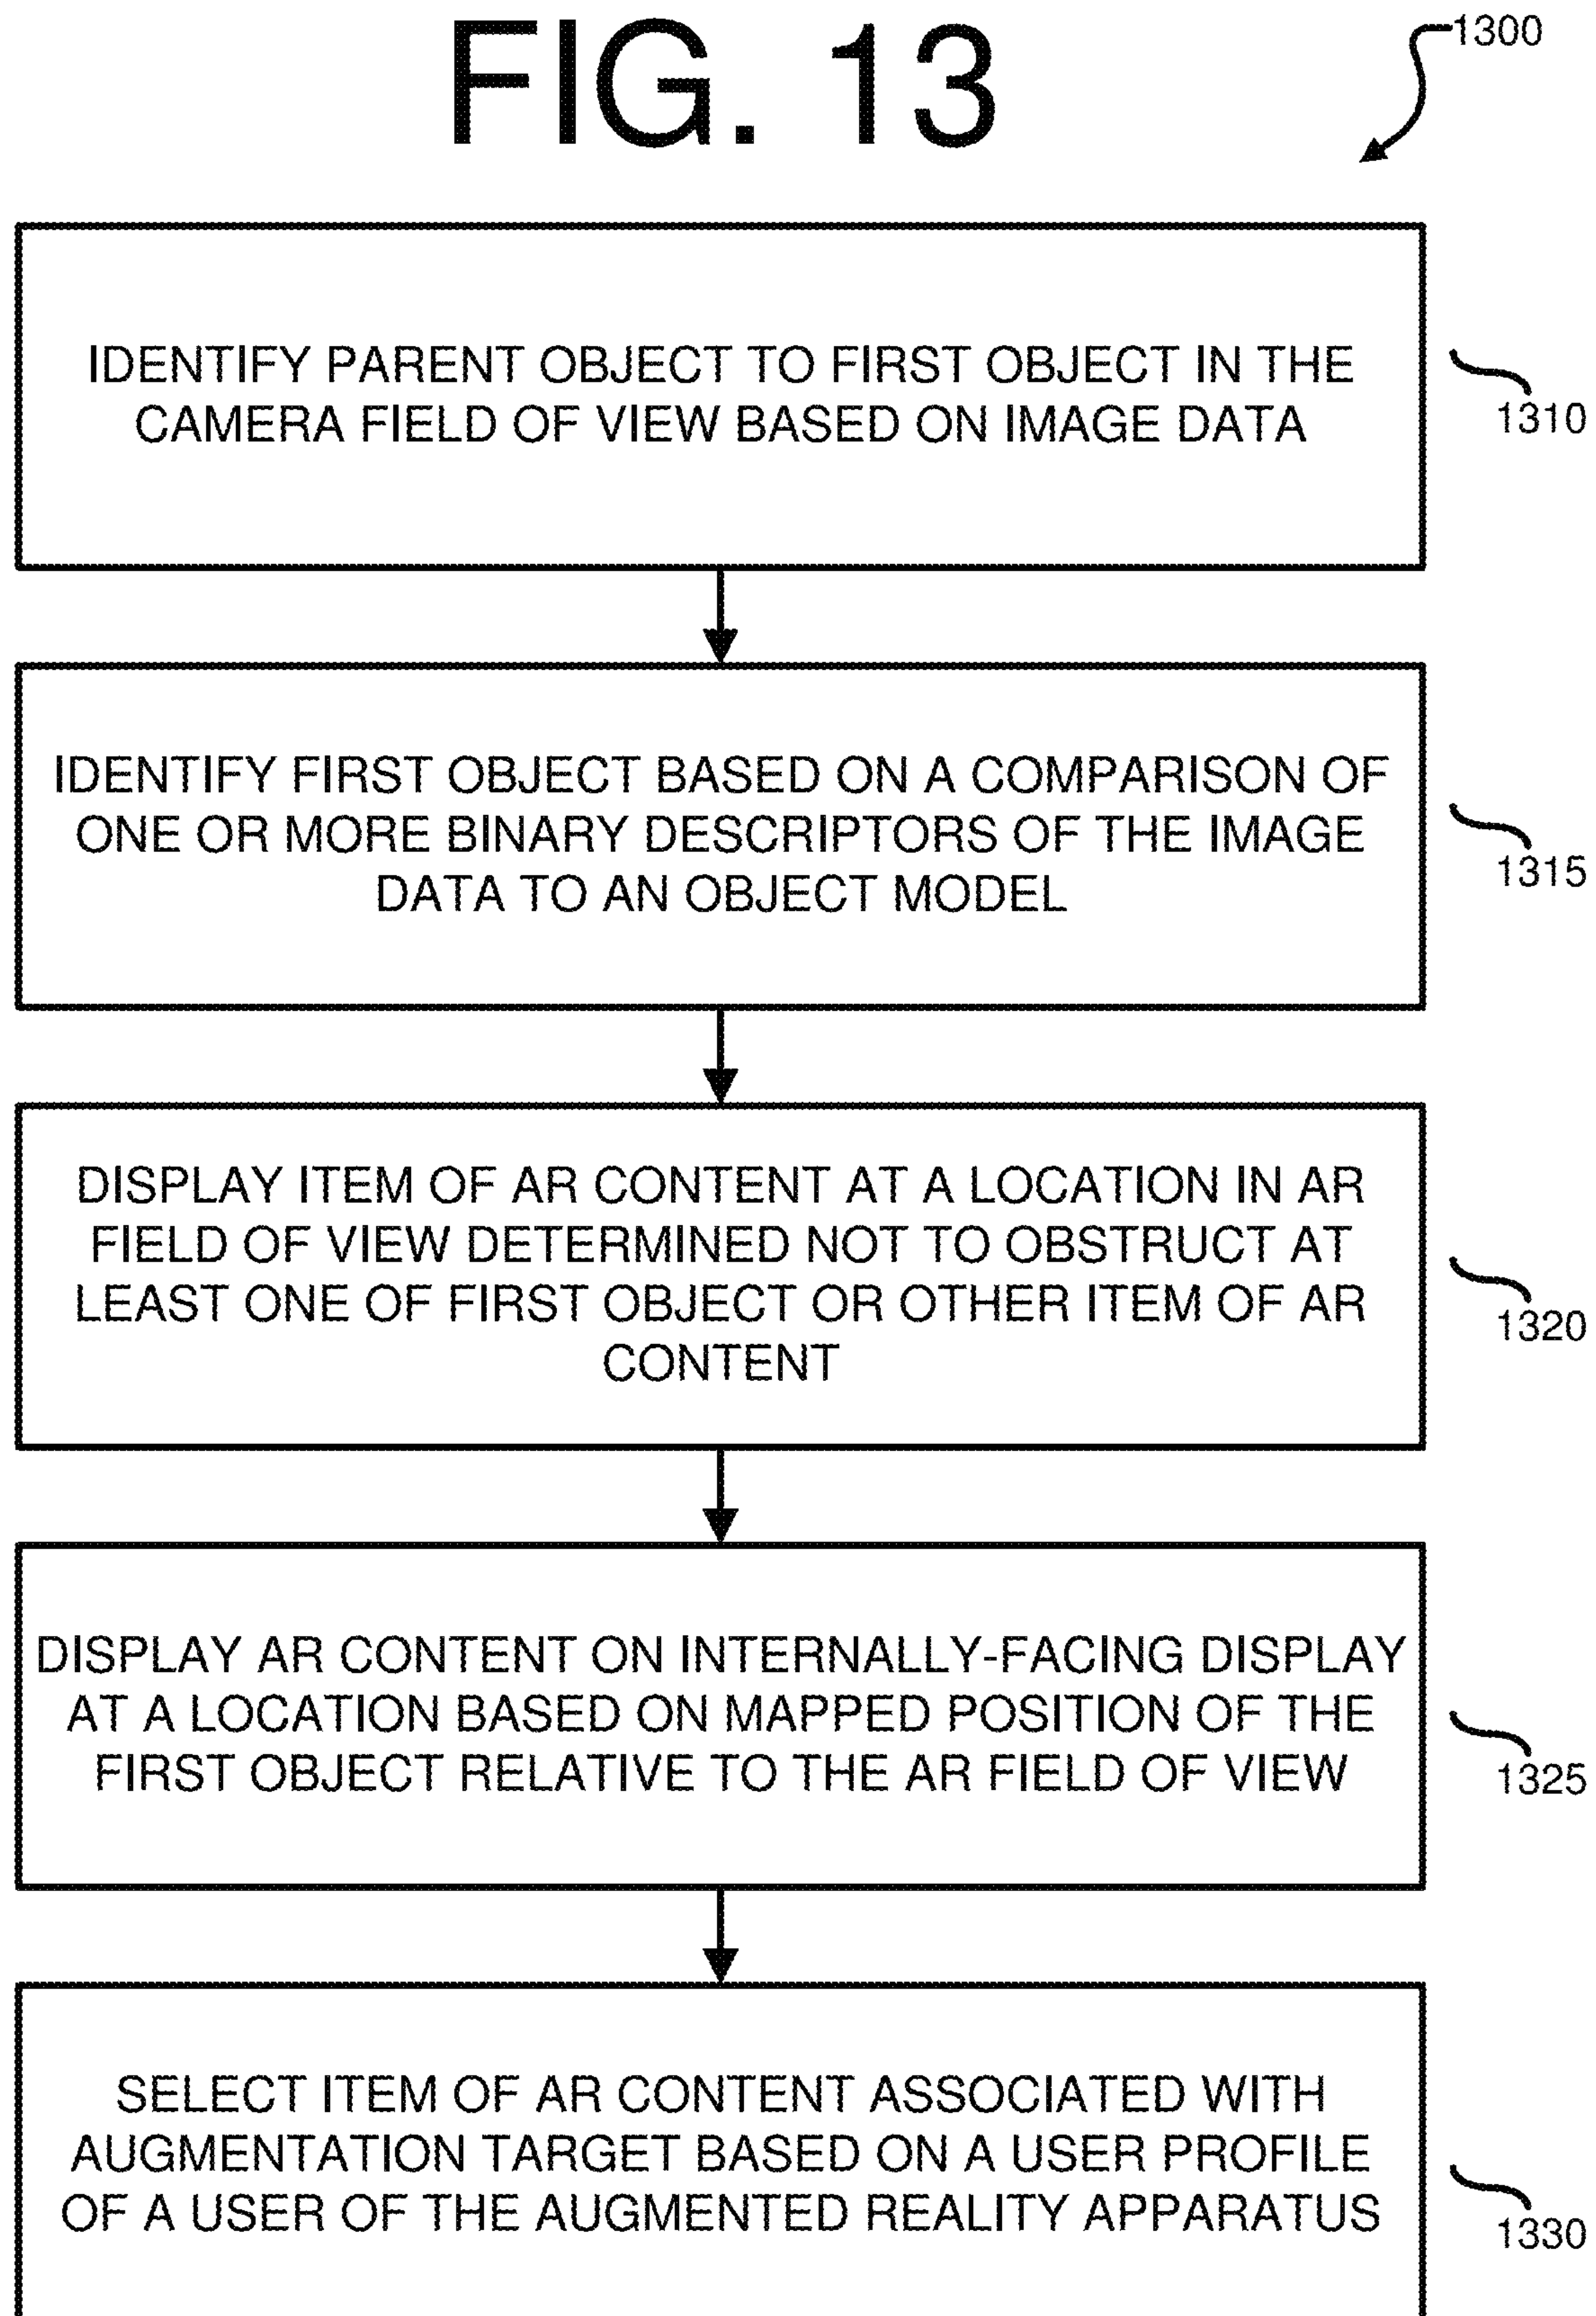 FIG. 13
1300
IDENTIFY PARENT OBJECT TO FIRST OBJECT IN THE
CAMERA FIELD OF VIEW BASED ON IMAGE DATA
1310
IDENTIFY FIRST OBJECT BASED ON A COMPARISON OF
ONE OR MORE BINARY DESCRIPTORS OF THE IMAGE
DATA TO AN OBJECT MODEL
1315
DISPLAY ITEM OF AR CONTENT AT A LOCATION IN AR
FIELD OF VIEW DETERMINED NOT TO OBSTRUCT AT
LEAST ONE OF FIRST OBJECT OR OTHER ITEM OF AR
CONTENT
1320
DISPLAY AR CONTENT ON INTERNALLY-FACING DISPLAY
AT A LOCATION BASED ON MAPPED POSITION OF THE
FIRST OBJECT RELATIVE TO THE AR FIELD OF VIEW
1325
SELECT ITEM OF AR CONTENT ASSOCIATED WITH
AUGMENTATION TARGET BASED ON A USER PROFILE
OF A USER OF THE AUGMENTED REALITY APPARATUS
1330